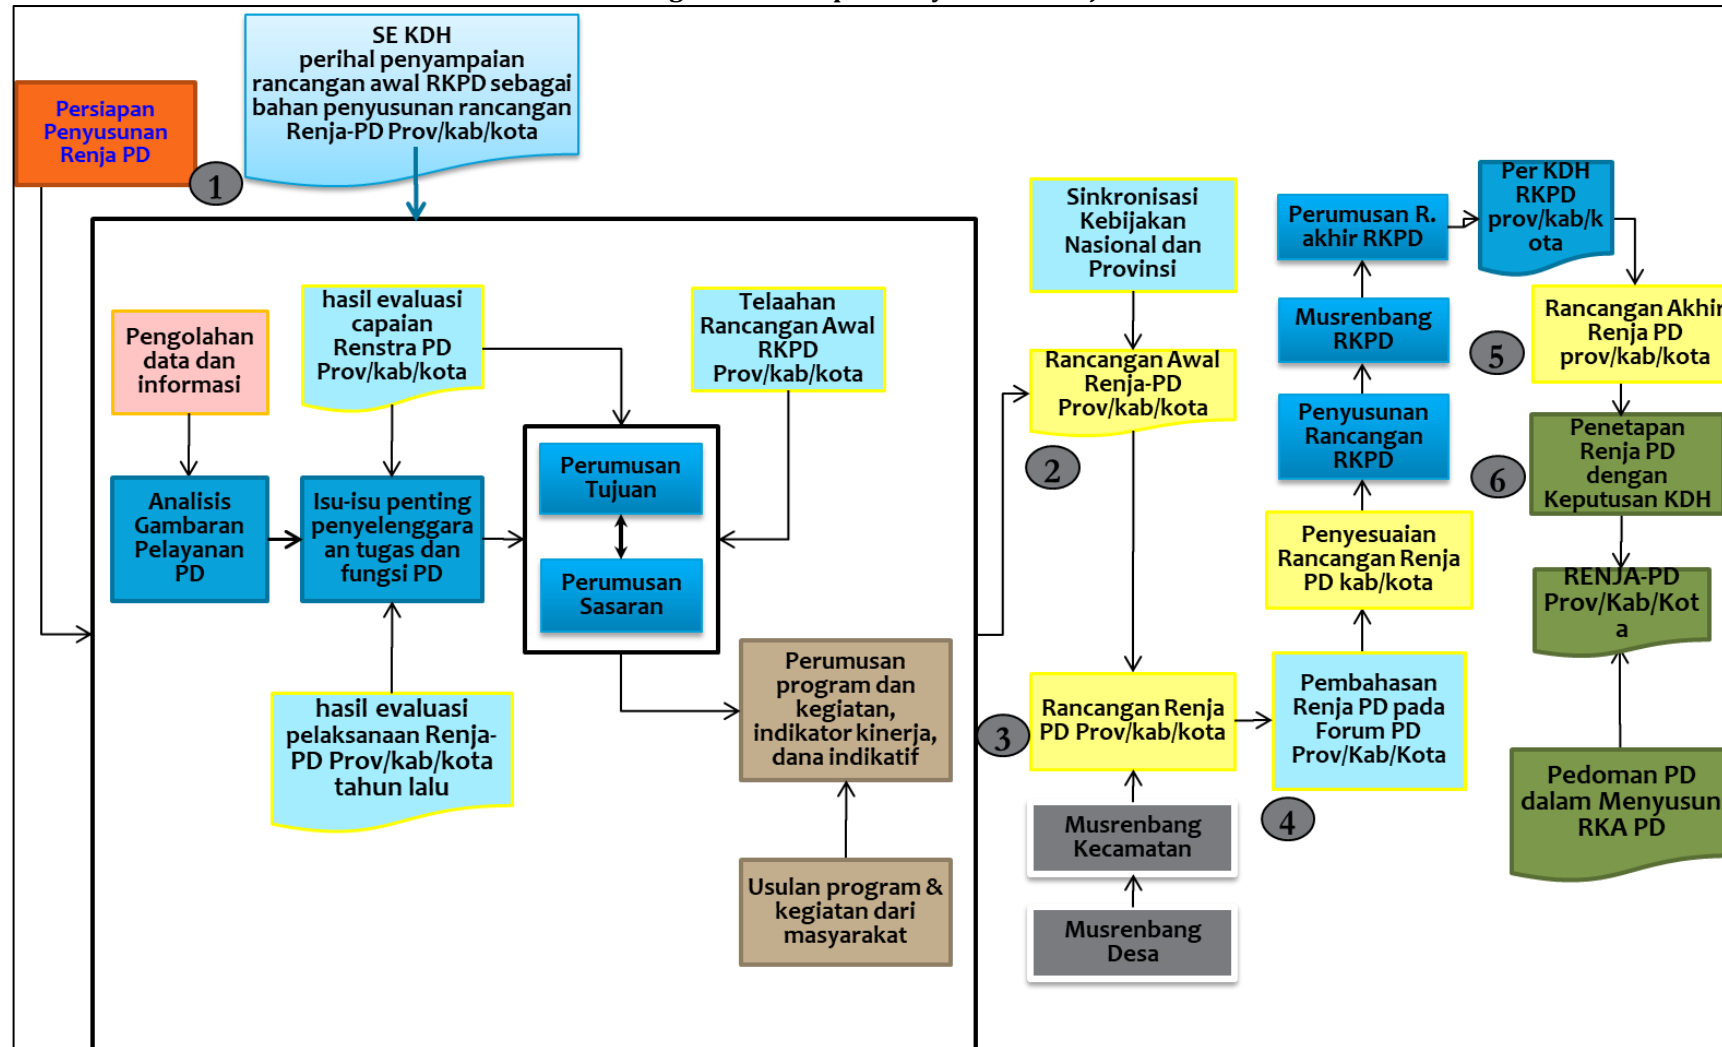 SE KDH
perihal penyampaian
rancangan awal RKPD sebagai
bahan penyusunan rancangan
Renja-PD Prov/kab/kota
Persiapan
Penyusunan
Renja PD
1
Pengolahan
data dan
informasi
hasil evaluasi
capaian
Renstra PD
Prov/kab/kota
Telaahan
Rancangan Awal
RKPD
Prov/kab/kota
Analisis
Gambaran
Pelayanan
PD
Isu-isu penting
penyelenggara
an tugas dan
fungsi PD
Perumusan
Tujuan
Perumusan
Sasaran
hasil evaluasi
pelaksanaan Renja-
PD Prov/kab/kota
tahun lalu
Perumusan
program dan
kegiatan,
indikator kinerja,
dana indikatif
Usulan program &
kegiatan dari
masyarakat
Sinkronisasi
Kebijakan
Nasional dan
Provinsi
Rancangan Awal
Renja-PD
Prov/kab/kota
2
Rancangan Renja
PD Prov/kab/kota
3
Musrenbang
Kecamatan
Musrenbang
Desa
Pembahasan
Renja PD pada
Forum PD
Prov/Kab/Kota
4
Penyesuaian
Rancangan Renja
PD kab/kota
Penyusunan
Rancangan
RKPD
Musrenbang
RKPD
Perumusan R.
akhir RKPD
Per KDH
RKPD
prov/kab/k
ota
Rancangan Akhir
Renja PD
prov/kab/kota
5
Penetapan
Renja PD
dengan
Keputusan KDH
6
RENJA-PD
Prov/Kab/Kot
a
Pedoman PD
dalam Menyusun
RKA PD